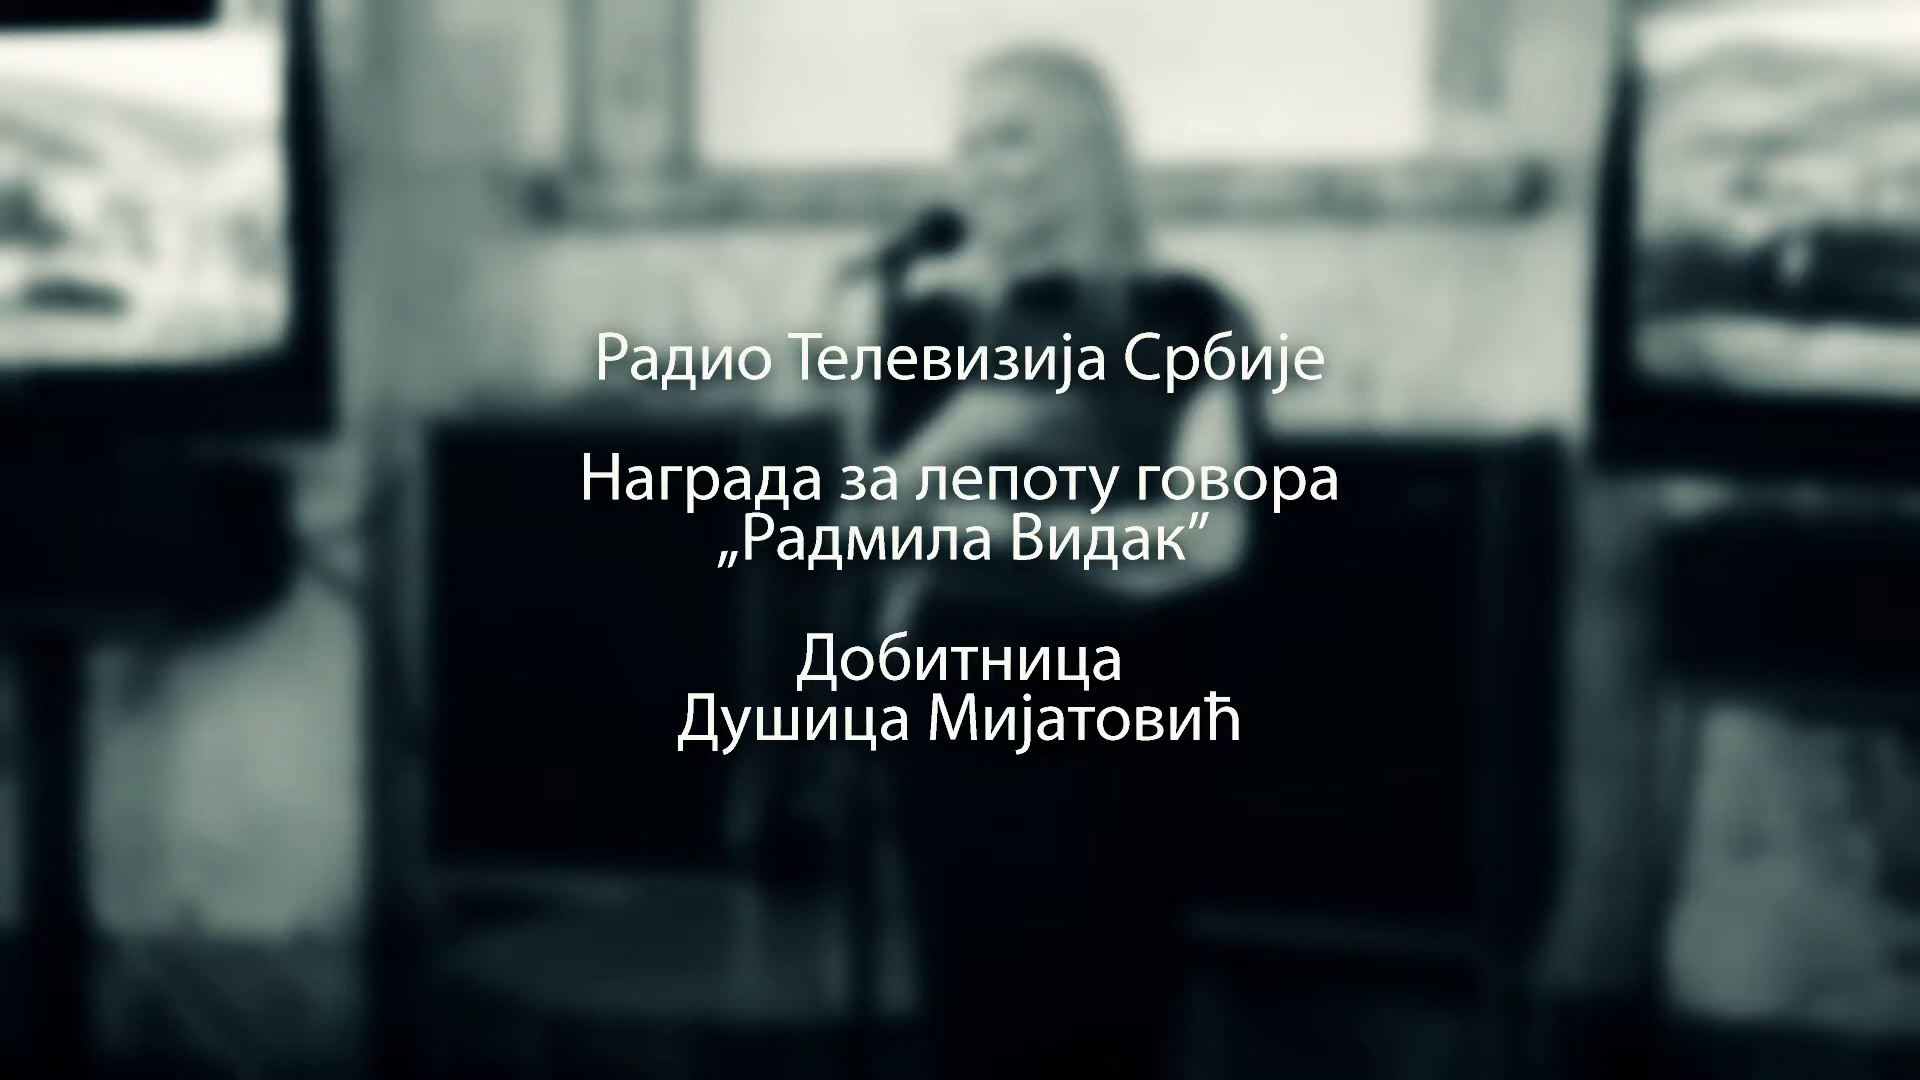 Радио Телевизија Србије
Награда за лепоту говора
„Радмила Видак”
Добитница
Душица Мијатовић